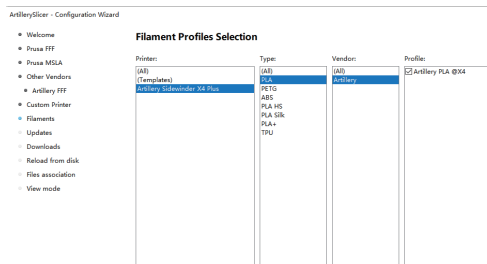 ArtillerySlicer - Configuration Wizard
Welcome
Prusa FFF
Prusa MSLA
Other Vendors
Artillery FFF
Custom Printer
Filaments
Updates
Downloads
Reload from disk
Files association
View mode
Filament Profiles Selection
Printer:
(All)
(Templates)
Artillery Sidewinder X4 Plus
Type:
(All)
PLA
PETG
ABS
PLA HS
PLA Silk
PLA+
TPU
Vendor:
(All)
Artillery
Profile:
Artillery PLA @X4